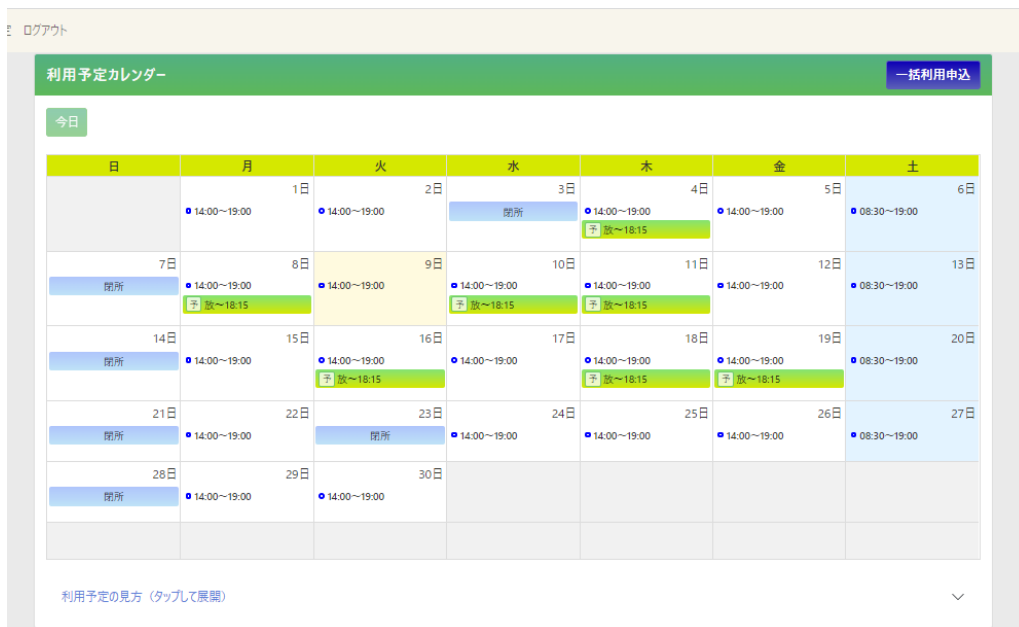 ログアウト
利用予定カレンダー
一括利用申込
今日
日 月 火 水 木 金 土
1日 2日 3日 4日 5日 6日
14:00～19:00 14:00～19:00 閉所 14:00～19:00 14:00～19:00 08:30～19:00
予 放～18:15
7日 8日 9日 10日 11日 12日 13日
閉所 14:00～19:00 14:00～19:00 14:00～19:00 14:00～19:00 14:00～19:00 08:30～19:00
予 放～18:15 予 放～18:15 予 放～18:15
14日 15日 16日 17日 18日 19日 20日
閉所 14:00～19:00 14:00～19:00 14:00～19:00 14:00～19:00 14:00～19:00 08:30～19:00
予 放～18:15 予 放～18:15 予 放～18:15
21日 22日 23日 24日 25日 26日 27日
閉所 14:00～19:00 閉所 14:00～19:00 14:00～19:00 14:00～19:00 08:30～19:00
28日 29日 30日
閉所 14:00～19:00 14:00～19:00
利用予定の見方（タップして展開）